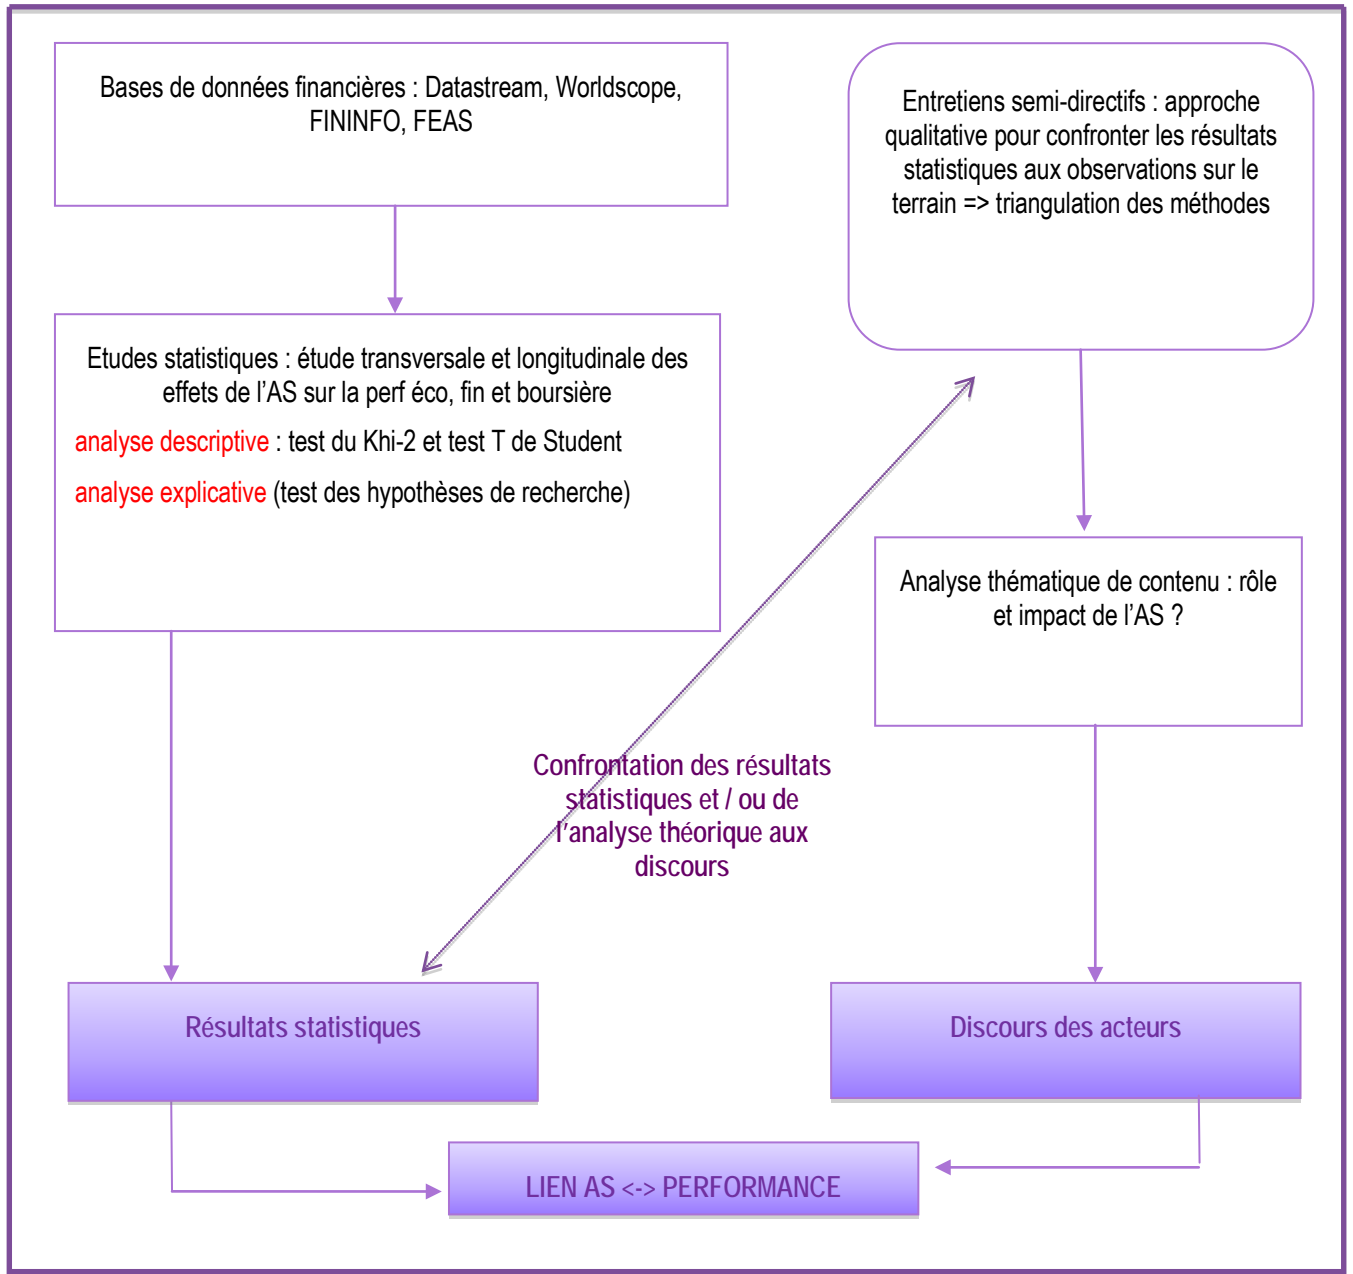 Bases de données financières : Datastream, Worldscope,
FININFO, FEAS
Entretiens semi-directifs : approche
qualitative pour confronter les résultats
statistiques aux observations sur le
terrain => triangulation des méthodes
Etudes statistiques : étude transversale et longitudinale des
effets de l’AS sur la perf éco, fin et boursière
analyse descriptive : test du Khi-2 et test T de Student
analyse explicative (test des hypothèses de recherche)
Analyse thématique de contenu : rôle
et impact de l’AS ?
Confrontation des résultats
statistiques et / ou de
l’analyse théorique aux
discours
Résultats statistiques
Discours des acteurs
LIEN AS <-> PERFORMANCE